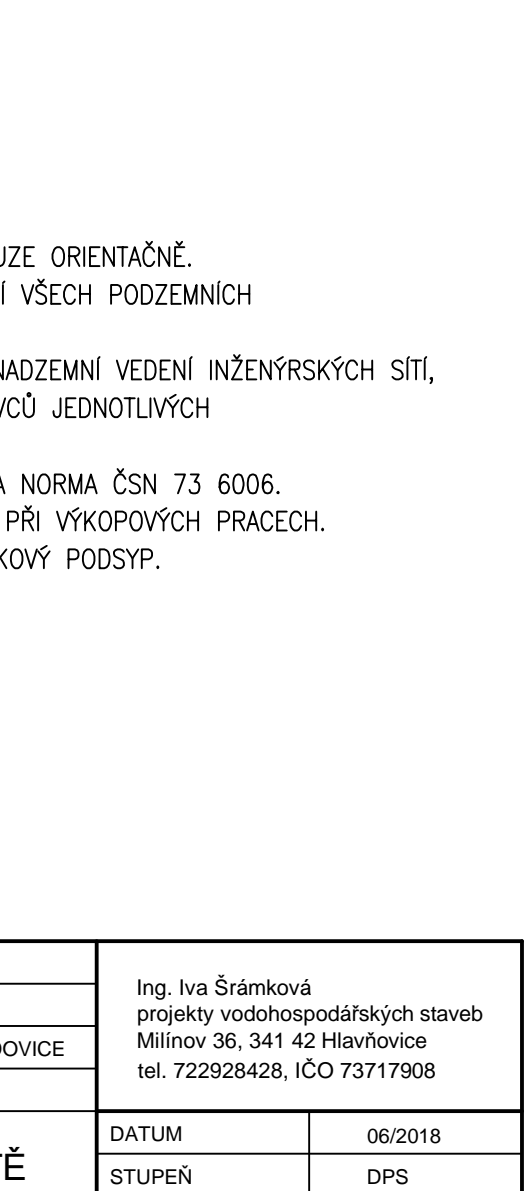 UZE ORIENTAČNĚ.
Í VŠECH PODZEMNÍCH
NADZEMNÍ VEDENÍ INŽENÝRSKÝCH SÍTÍ,
VCŮ JEDNOTLIVÝCH
A NORMA ČSN 73 6006.
PŘI VÝKOPOVÝCH PRACECH.
KOVÝ PODSYP.
Ing. Iva Šrámková
projekty vodohospodářských staveb
OVICE
Milínov 36, 341 42 Hlavňovice
tel. 722928428, IČO 73717908
DATUM 06/2018
TĚ
STUPEŇ DPS